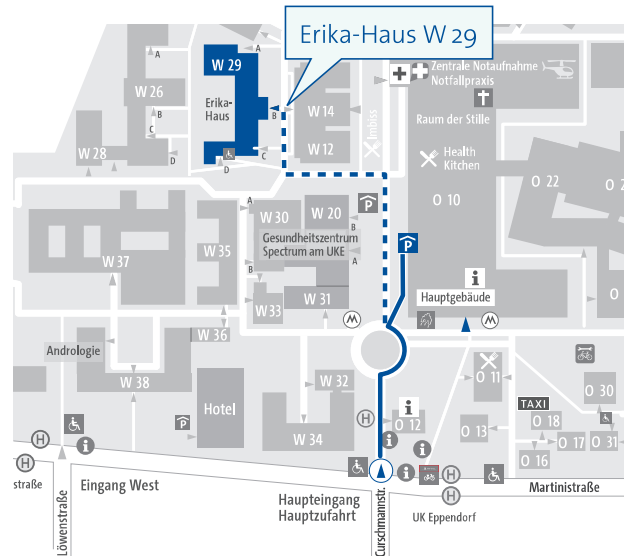 Erika-Haus W 29
W 29
A
Zentrale Notaufnahme
Notfallpraxis
W 26
A
Erika-
Haus
B
W 14
Imbiss
Raum der Stille
B
C
W 12
C
D
D
W 28
Health
Kitchen
O 10
O 22
O 2
A
W 30
W 20
B
P
P
W 35
Gesundheitszentrum
Spectrum am UKE
A
W 37
B
W 31
W 33
i
Hauptgebäude
O
M
M
W 36
Andrologie
W 38
W 32
O 11
O 30
Hotel
P
H
i
O 12
TAXI
O 18
O 13
O 17
O 31
O 16
W 34
H
i
i
i
i
H
H
H
straße
Löwenstraße
Eingang West
Haupteingang
Hauptzufahrt
Curschmannstr.
UK Eppendorf
Martinistraße